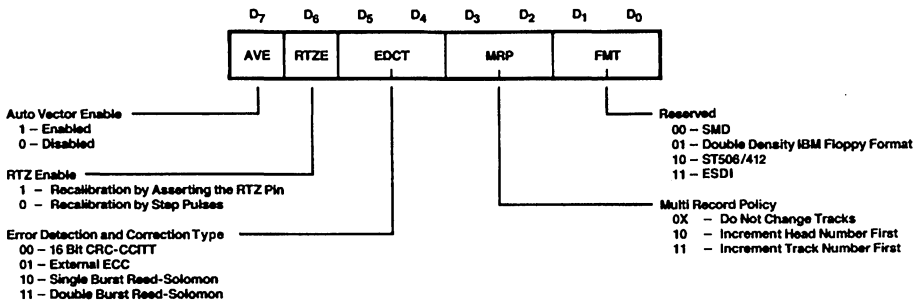 D7 D6 D5 D4 D3 D2 D1 D0
AVE RTZE EDCT MRP FMT
Auto Vector Enable
1 – Enabled
0 – Disabled
RTZ Enable
1 – Recalibration by Asserting the RTZ Pin
0 – Recalibration by Step Pulses
Error Detection and Correction Type
00 – 16 Bit CRC-CCITT
01 – External ECC
10 – Single Burst Reed-Solomon
11 – Double Burst Reed-Solomon
Reserved
00 – SMD
01 – Double Density IBM Floppy Format
10 – ST506/412
11 – ESDI
Multi Record Policy
0X – Do Not Change Tracks
10 – Increment Head Number First
11 – Increment Track Number First